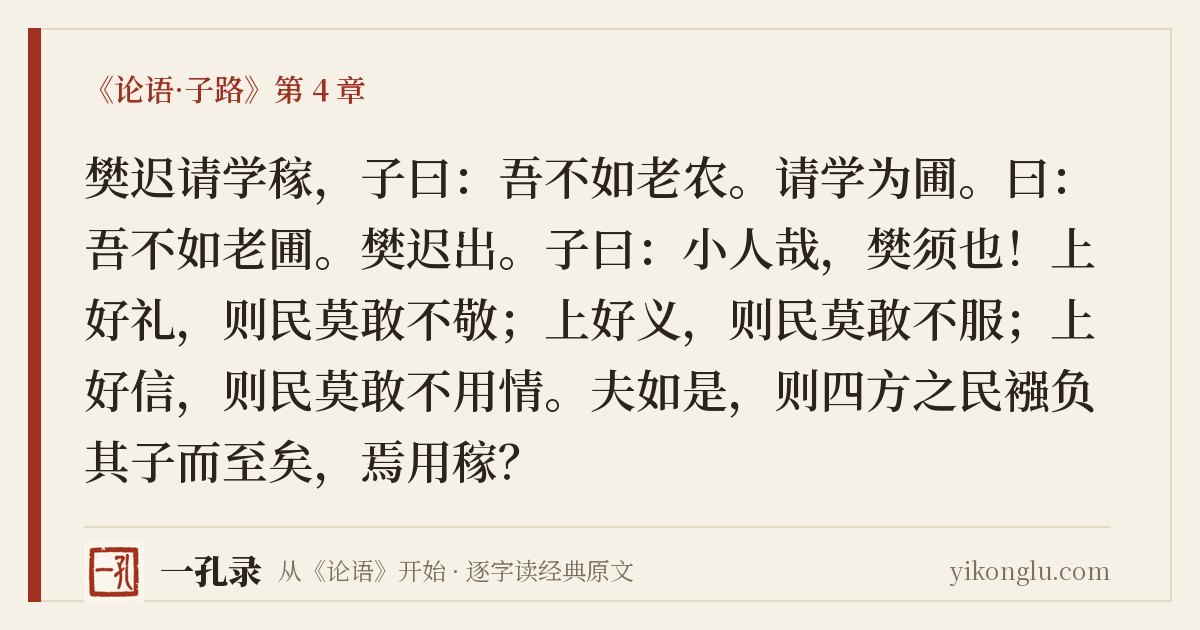 《论语·子路》第 4 章
樊迟请学稼，子曰：吾不如老农。请学为圃。曰：
吾不如老圃。樊迟出。子曰：小人哉，樊须也！上
好礼，则民莫敢不敬；上好义，则民莫敢不服；上
好信，则民莫敢不用情。夫如是，则四方之民襁负
其子而至矣，焉用稼？
一孔
一孔录 从《论语》开始 · 逐字读经典原文 yikonglu.com